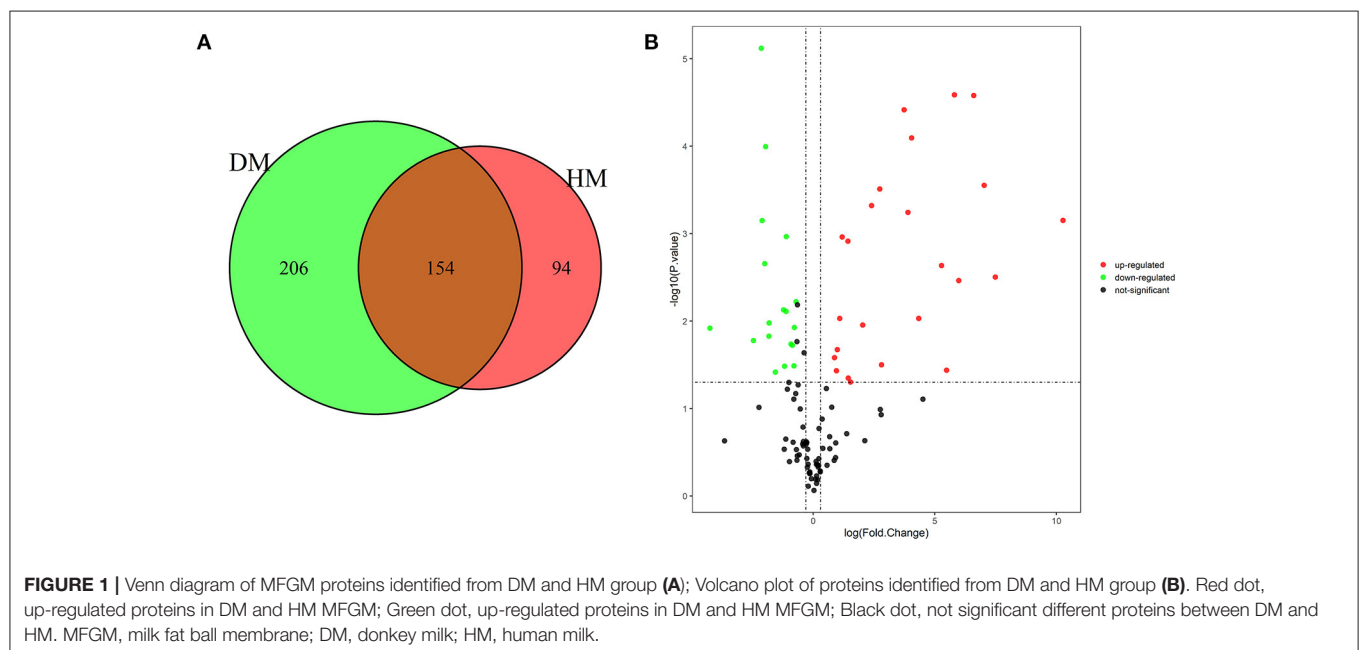 A
B
DM
HM
206
154
94
5
4
3
2
1
0
-log10(P.value)
0
5
10
log(Fold.Change)
up-regulated
down-regulated
not-significant
FIGURE 1 | Venn diagram of MFGM proteins identified from DM and HM group (A); Volcano plot of proteins identified from DM and HM group (B). Red dot,
up-regulated proteins in DM and HM MFGM; Green dot, up-regulated proteins in DM and HM MFGM; Black dot, not significant different proteins between DM and
HM. MFGM, milk fat ball membrane; DM, donkey milk; HM, human milk.